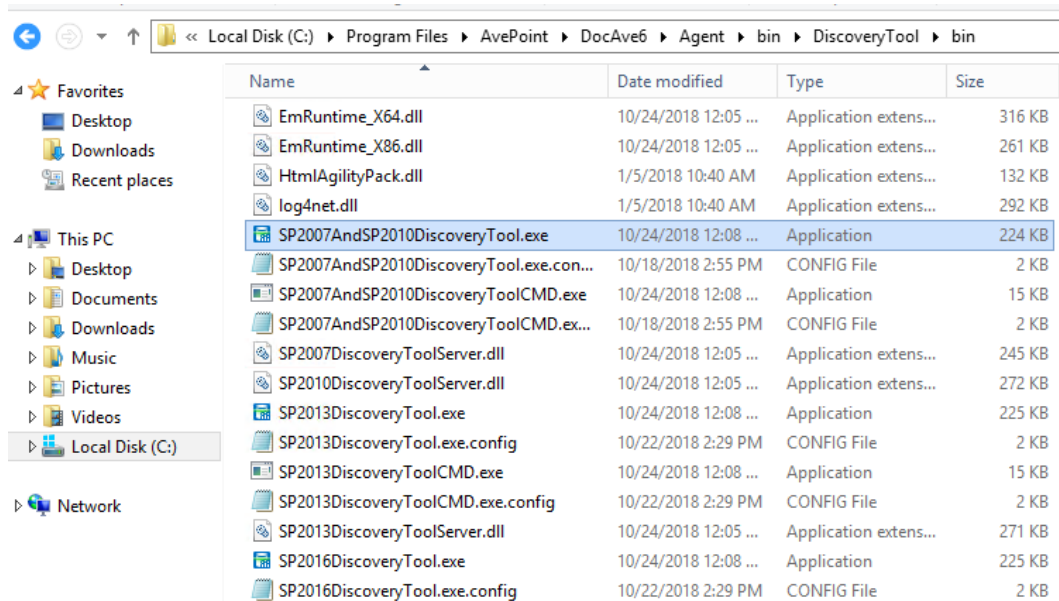 « Local Disk (C:) ▸ Program Files ▸ AvePoint ▸ DocAve6 ▸ Agent ▸ bin ▸ DiscoveryTool ▸ bin
Favorites
Desktop
Downloads
Recent places
This PC
Desktop
Documents
Downloads
Music
Pictures
Videos
Local Disk (C:)
Network
Name Date modified Type Size
EmRuntime_X64.dll 10/24/2018 12:05 ... Application extens... 316 KB
EmRuntime_X86.dll 10/24/2018 12:05 ... Application extens... 261 KB
HtmlAgilityPack.dll 1/5/2018 10:40 AM Application extens... 132 KB
log4net.dll 1/5/2018 10:40 AM Application extens... 292 KB
SP2007AndSP2010DiscoveryTool.exe 10/24/2018 12:08 ... Application 224 KB
SP2007AndSP2010DiscoveryTool.exe.con... 10/18/2018 2:55 PM CONFIG File 2 KB
SP2007AndSP2010DiscoveryToolCMD.exe 10/24/2018 12:08 ... Application 15 KB
SP2007AndSP2010DiscoveryToolCMD.ex... 10/18/2018 2:55 PM CONFIG File 2 KB
SP2007DiscoveryToolServer.dll 10/24/2018 12:05 ... Application extens... 245 KB
SP2010DiscoveryToolServer.dll 10/24/2018 12:05 ... Application extens... 272 KB
SP2013DiscoveryTool.exe 10/24/2018 12:08 ... Application 225 KB
SP2013DiscoveryTool.exe.config 10/22/2018 2:29 PM CONFIG File 2 KB
SP2013DiscoveryToolCMD.exe 10/24/2018 12:08 ... Application 15 KB
SP2013DiscoveryToolCMD.exe.config 10/22/2018 2:29 PM CONFIG File 2 KB
SP2013DiscoveryToolServer.dll 10/24/2018 12:05 ... Application extens... 271 KB
SP2016DiscoveryTool.exe 10/24/2018 12:08 ... Application 225 KB
SP2016DiscoveryTool.exe.config 10/22/2018 2:29 PM CONFIG File 2 KB